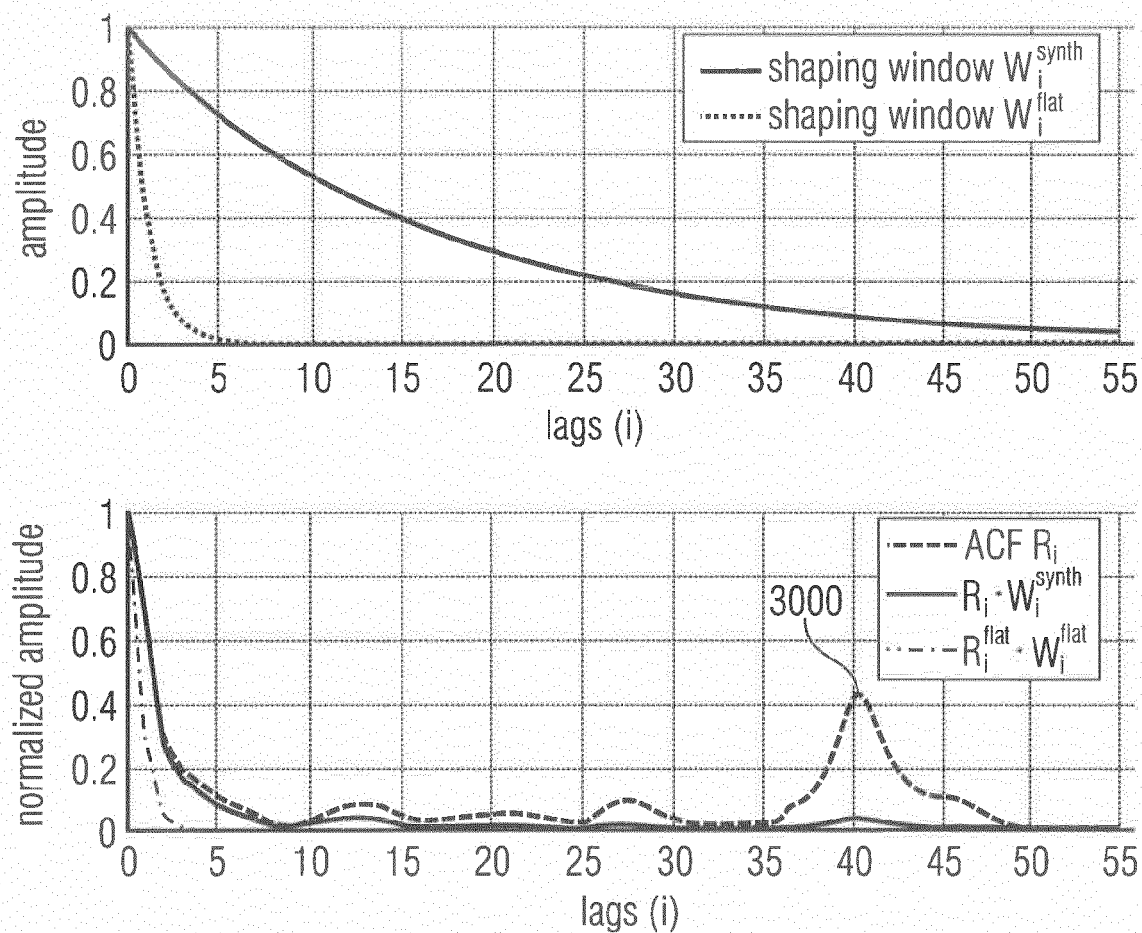 1
0.8
0.6
0.4
0.2
0
amplitude
shaping window W_i^synth
shaping window W_i^flat
0 5 10 15 20 25 30 35 40 45 50 55
lags (i)
1
0.8
0.6
0.4
0.2
0
normalized amplitude
ACF R_i
R_i · W_i^synth
R_i^flat · W_i^flat
3000
0 5 10 15 20 25 30 35 40 45 50 55
lags (i)